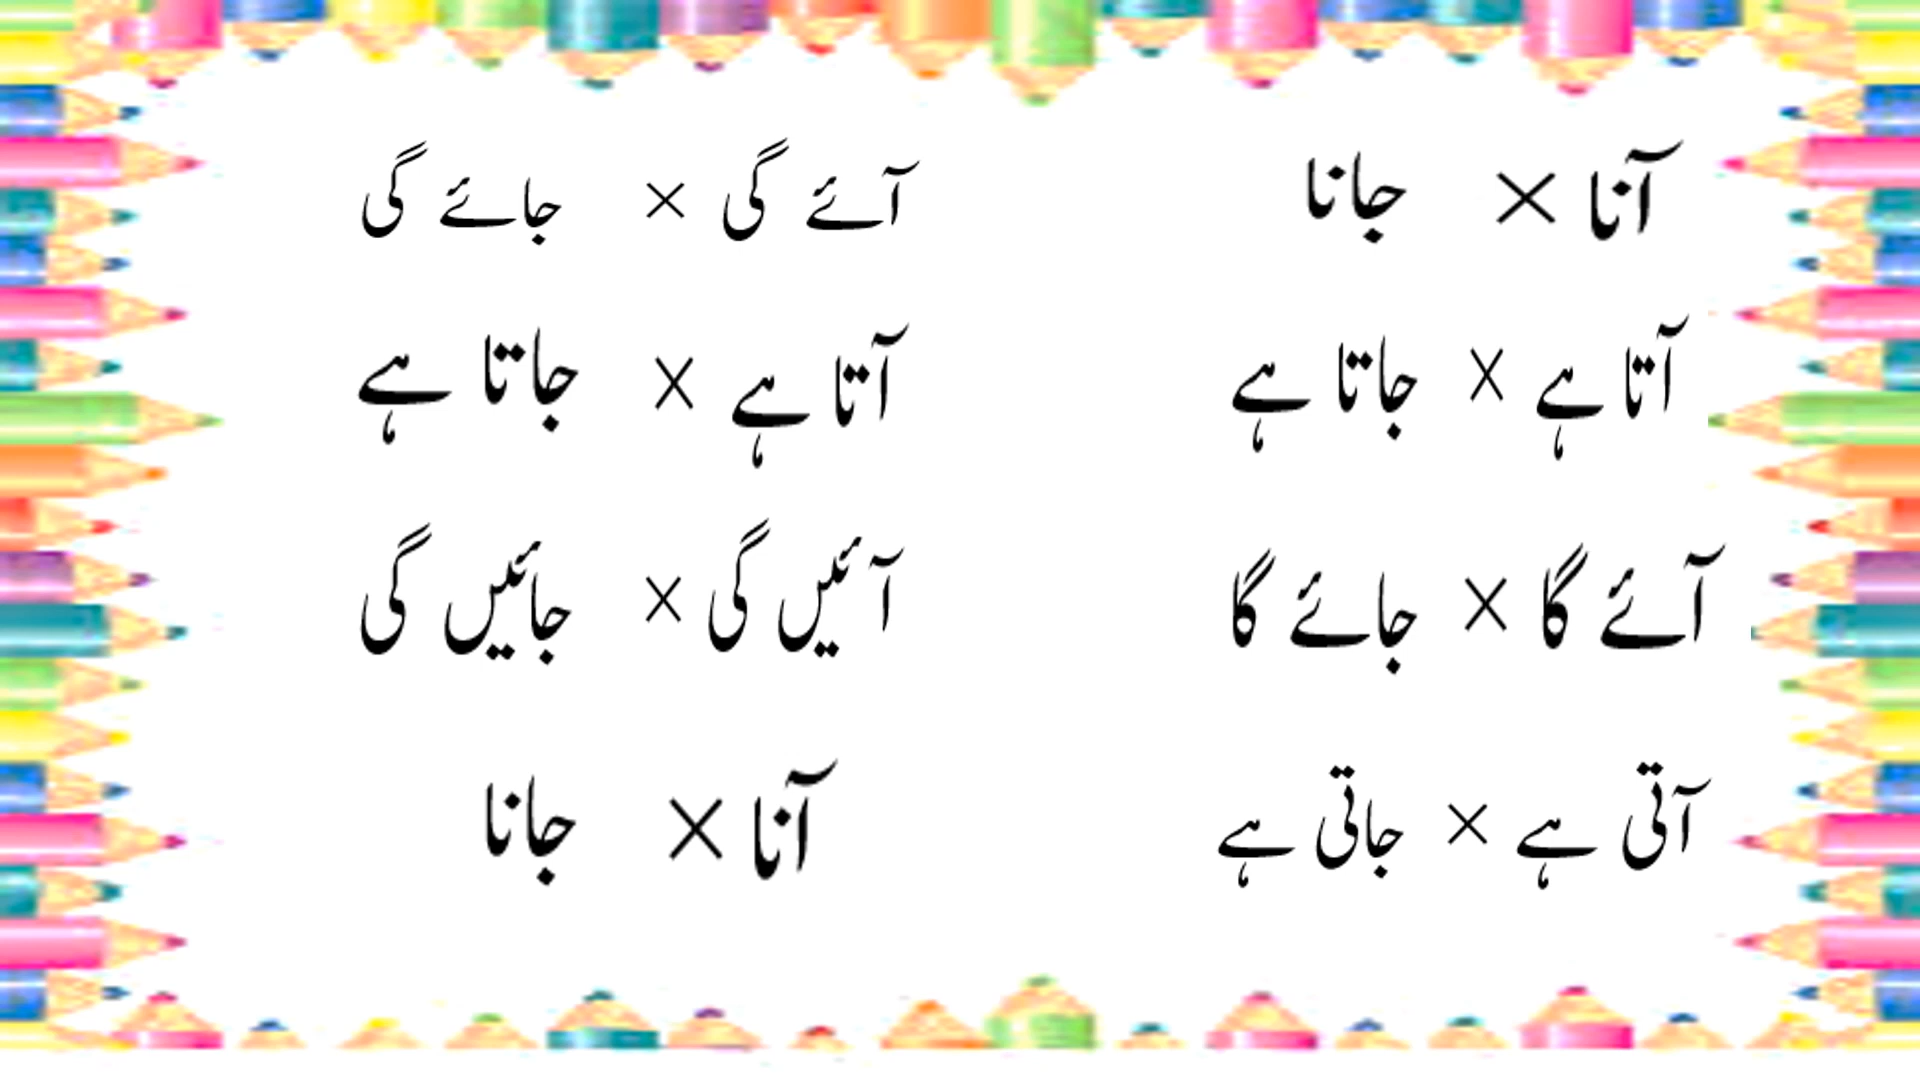 آنا × جانا
آتا ہے × جاتا ہے
آئے گا × جائے گا
آتی ہے × جاتی ہے
آئے گی × جائے گی
آتا ہے × جاتا ہے
آئیں گی × جائیں گی
آنا × جانا